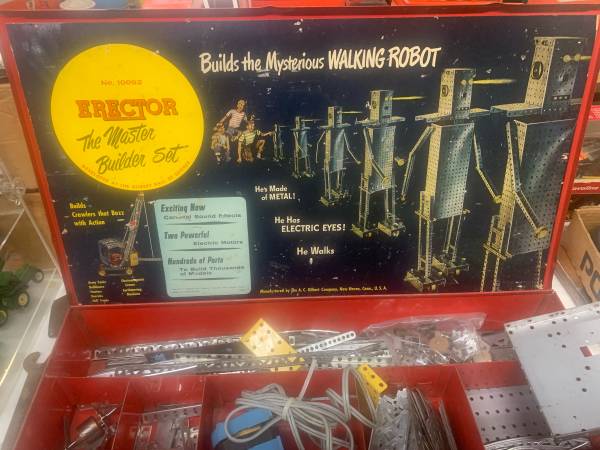 Builds the Mysterious WALKING ROBOT
No. 10092
ERECTOR
The Master
Builder Set
He's Made
of METAL!
He Has
ELECTRIC EYES!
He Walks
Builds
Crawlers that Buzz
with Action
Exciting New
Sound Effects
Two Powerful
Electric Motors
Hundreds of Parts
To Build Thousands
of Models
Manufactured by The A. C. Gilbert Company, New Haven, Conn., U. S. A.